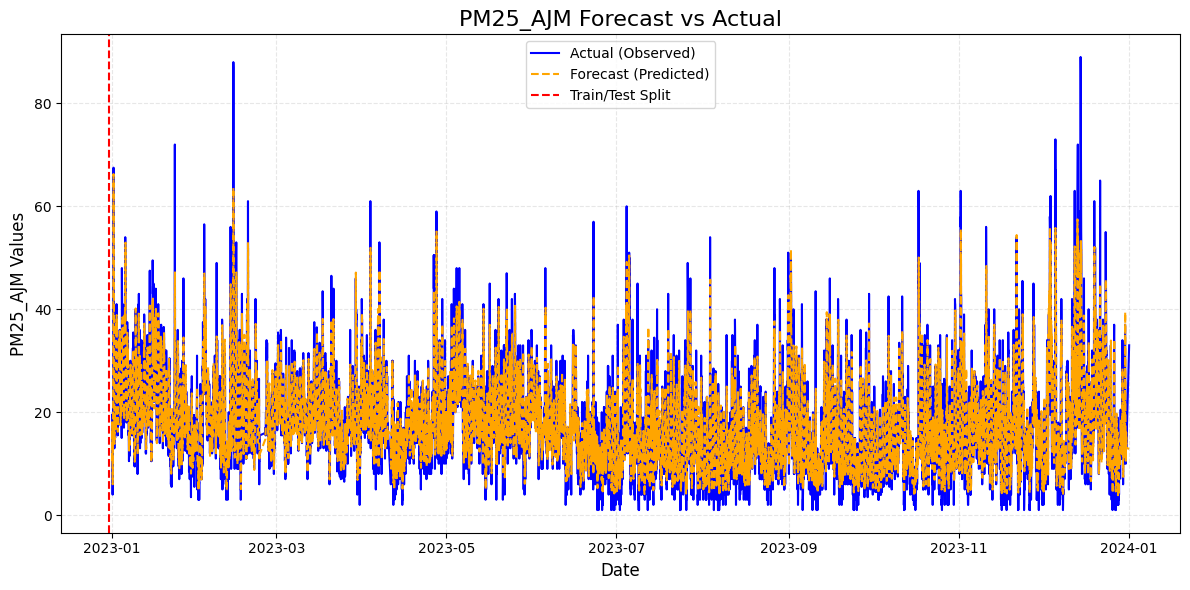 PM25_AJM Forecast vs Actual
Actual (Observed)
Forecast (Predicted)
Train/Test Split
PM25_AJM Values
80
60
40
20
0
2023-01
2023-03
2023-05
2023-07
2023-09
2023-11
2024-01
Date